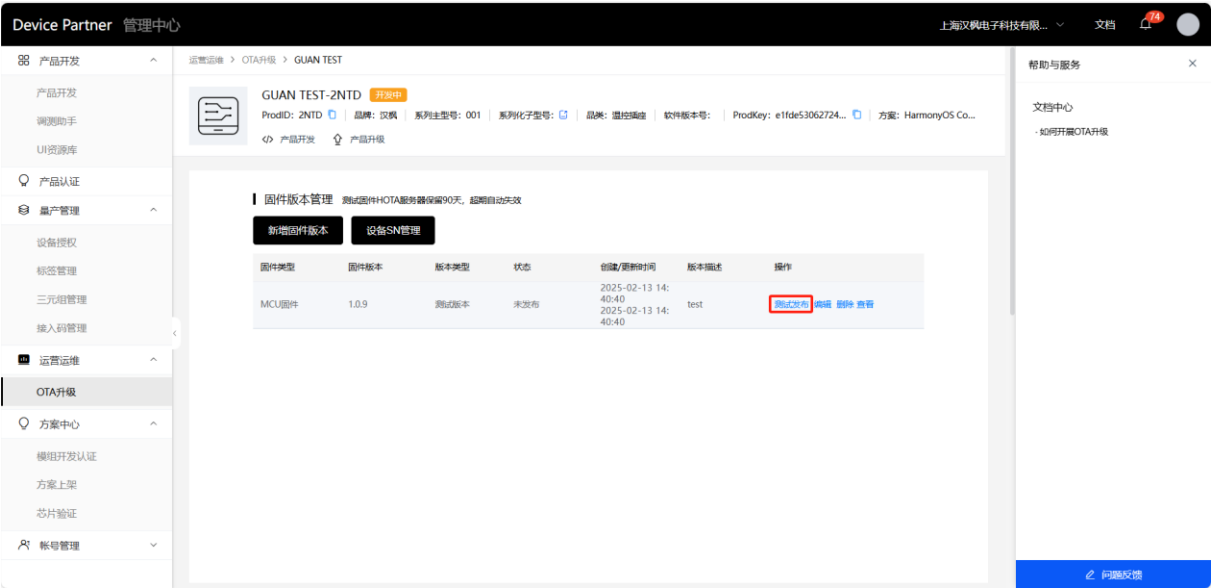 Device Partner 管理中心
上海汉枫电子科技有限... 文档 74
产品开发
产品开发
调测助手
UI资源库
产品认证
量产管理
设备授权
标签管理
三元组管理
接入码管理
运营运维
OTA升级
方案中心
模组开发认证
方案上架
芯片验证
帐号管理
运营运维 > OTA升级 > GUAN TEST
GUAN TEST-2NTD 开发中
ProdID: 2NTD 品牌: 汉枫 系列主型号: 001 系列化子型号: 品类: 温控插座 软件版本号: ProdKey: e1fde53062724... 方案: HarmonyOS Co...
产品开发 产品升级
固件版本管理 测试固件HOTA服务器保留90天，超期自动失效
新增固件版本 设备SN管理
固件类型 固件版本 版本类型 状态 创建/更新时间 版本描述 操作
MCU固件 1.0.9 测试版本 未发布 2025-02-13 14:
40:40
2025-02-13 14:
40:40 test 测试发布 编辑 删除 查看
帮助与服务
文档中心
· 如何开展OTA升级
问题反馈